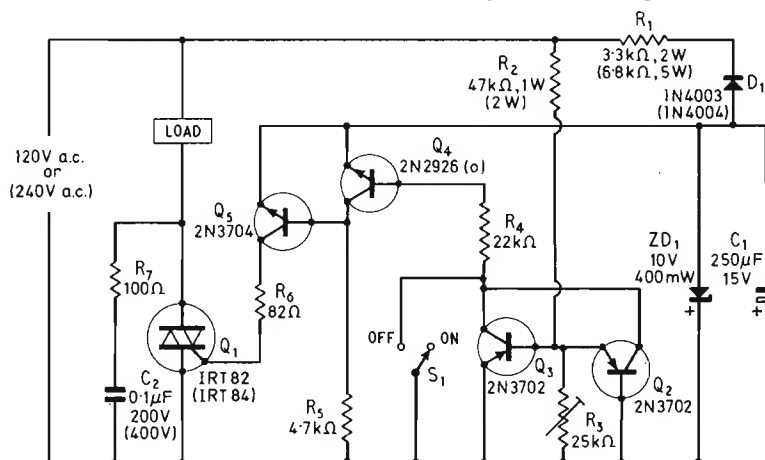 R1
3·3kΩ, 2W
(6·8kΩ, 5W)
R2
47kΩ, 1W
(2W)
D1
1N4003
(1N4004)
LOAD
Q4
2N2926 (o)
120V a.c.
or
(240V a.c.)
Q5
2N3704
R4
22kΩ
ZD1
10V
400mW
C1
250µF
15V
R7
100Ω
R6
82Ω
OFF
ON
S1
Q1
IRT82
(IRT84)
Q3
2N3702
Q2
2N3702
C2
0·1µF
200V
(400V)
R5
4·7kΩ
R3
25kΩ
+
+